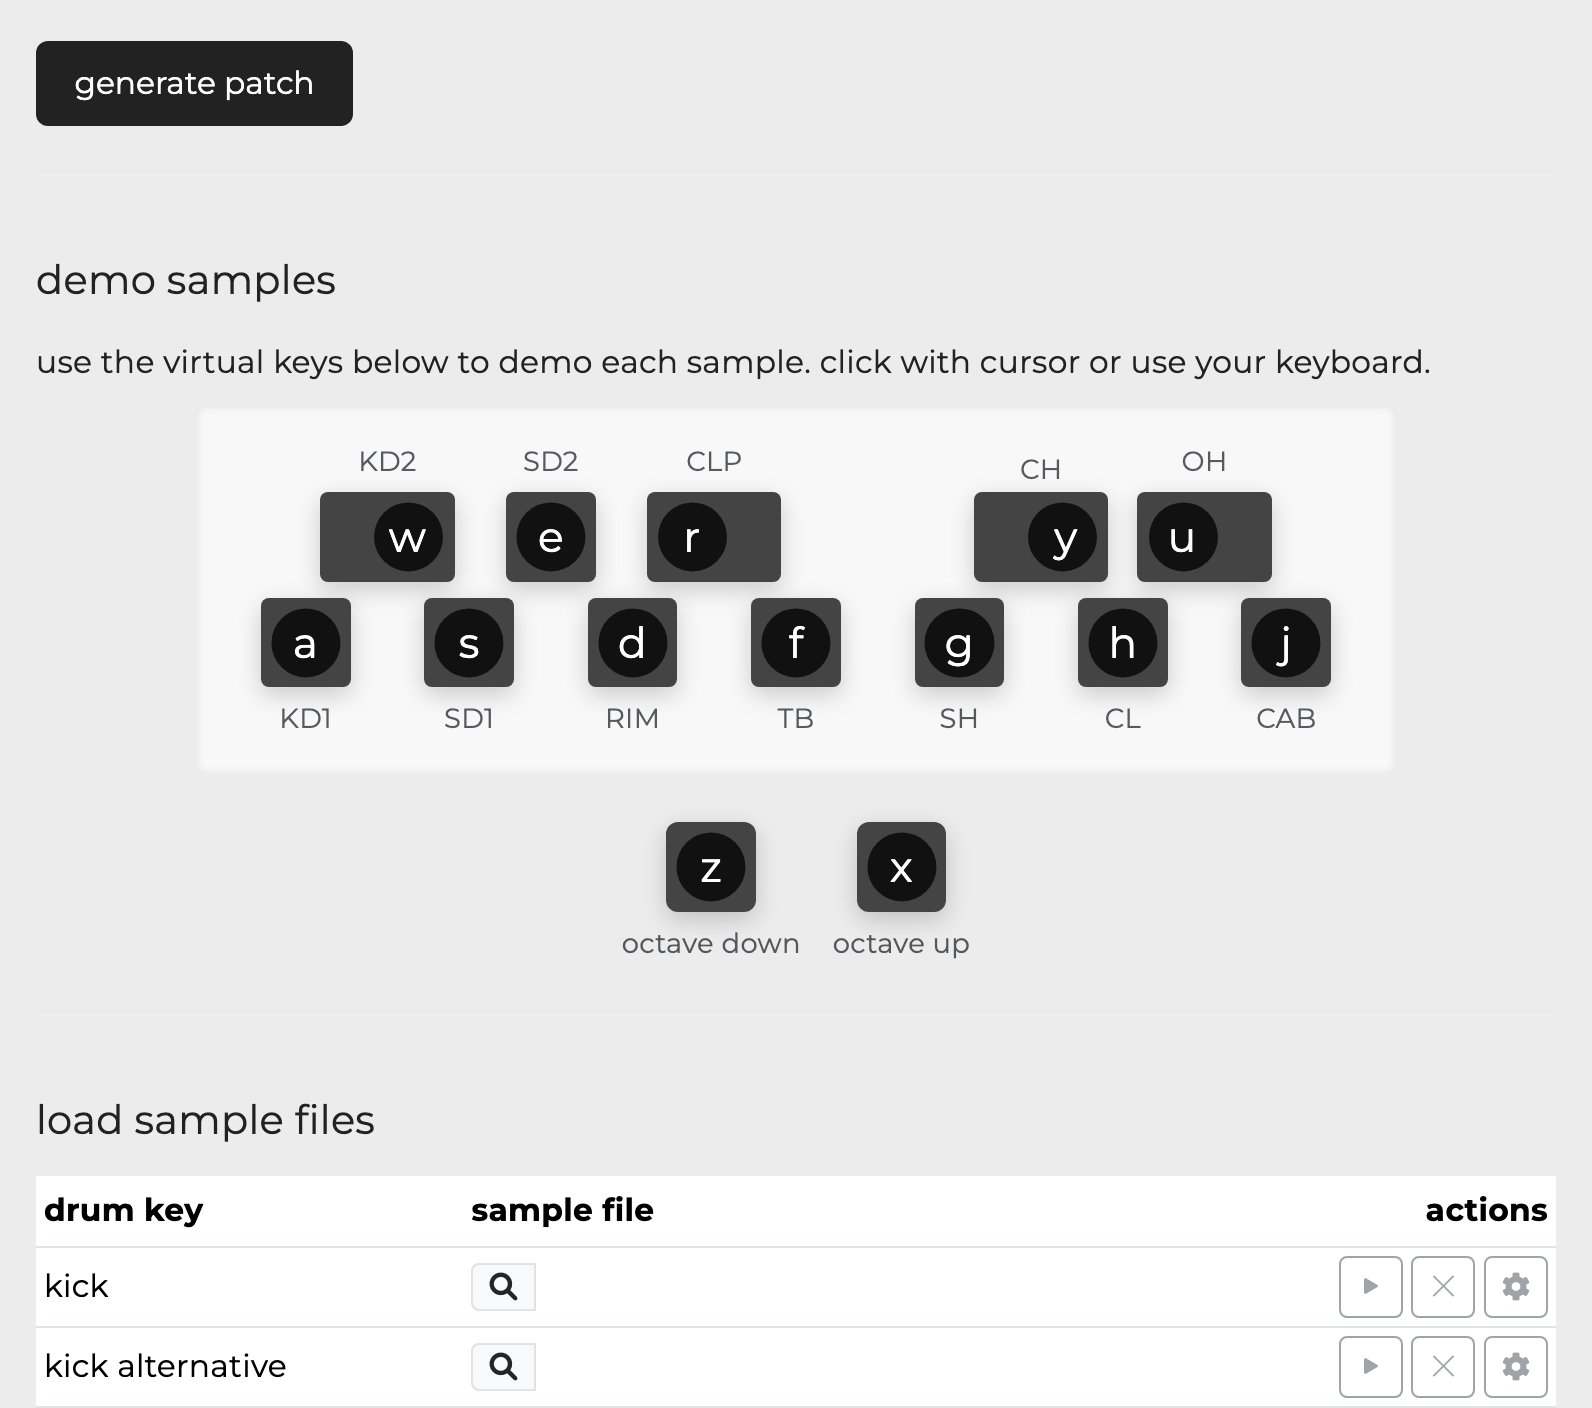 generate patch
demo samples
use the virtual keys below to demo each sample. click with cursor or use your keyboard.
KD2 SD2 CLP CH OH
w e r y u
a s d f g h j
KD1 SD1 RIM TB SH CL CAB
z x
octave down octave up
load sample files
drum key sample file actions
kick
kick alternative